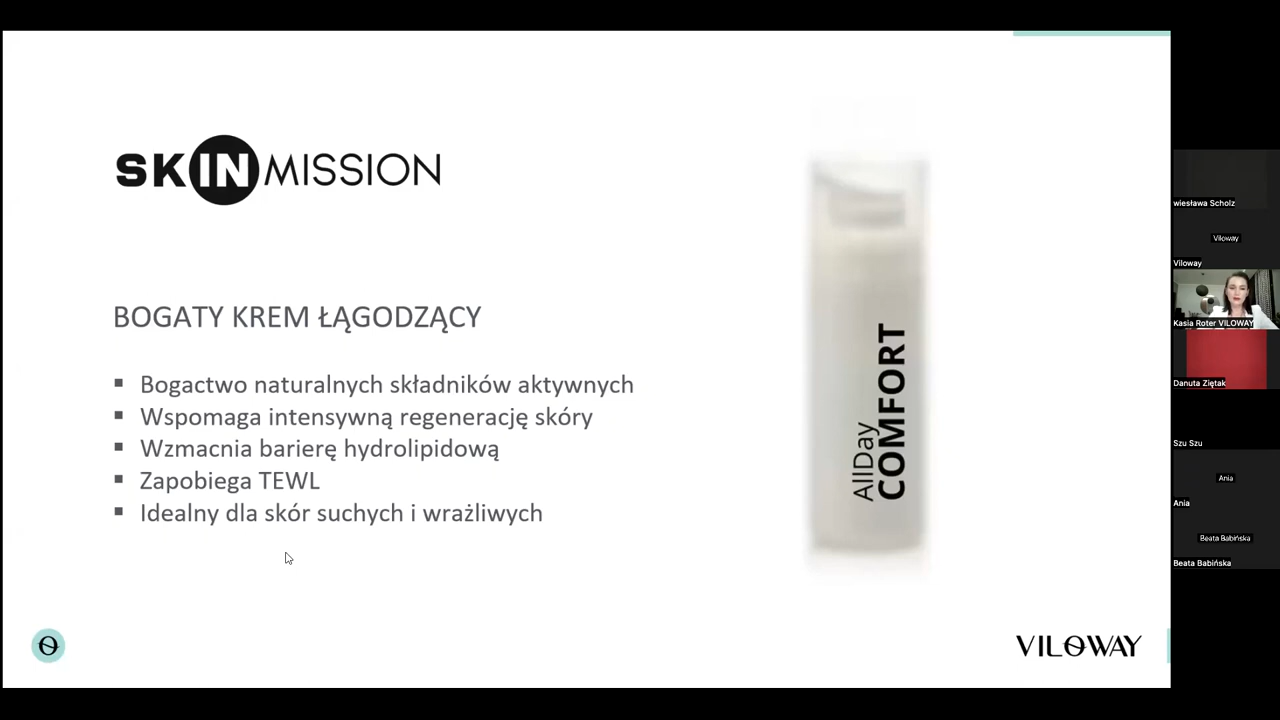 SKINMISSION
BOGATY KREM ŁĄGODZĄCY
Bogactwo naturalnych składników aktywnych
Wspomaga intensywną regenerację skóry
Wzmacnia barierę hydrolipidową
Zapobiega TEWL
Idealny dla skór suchych i wrażliwych
AllDay
COMFORT
VILOWAY
wiesława Scholz
Viloway
Viloway
Kasia Roter VILOWAY
Danuta Ziętak
Szu Szu
Ania
Ania
Beata Babińska
Beata Babińska